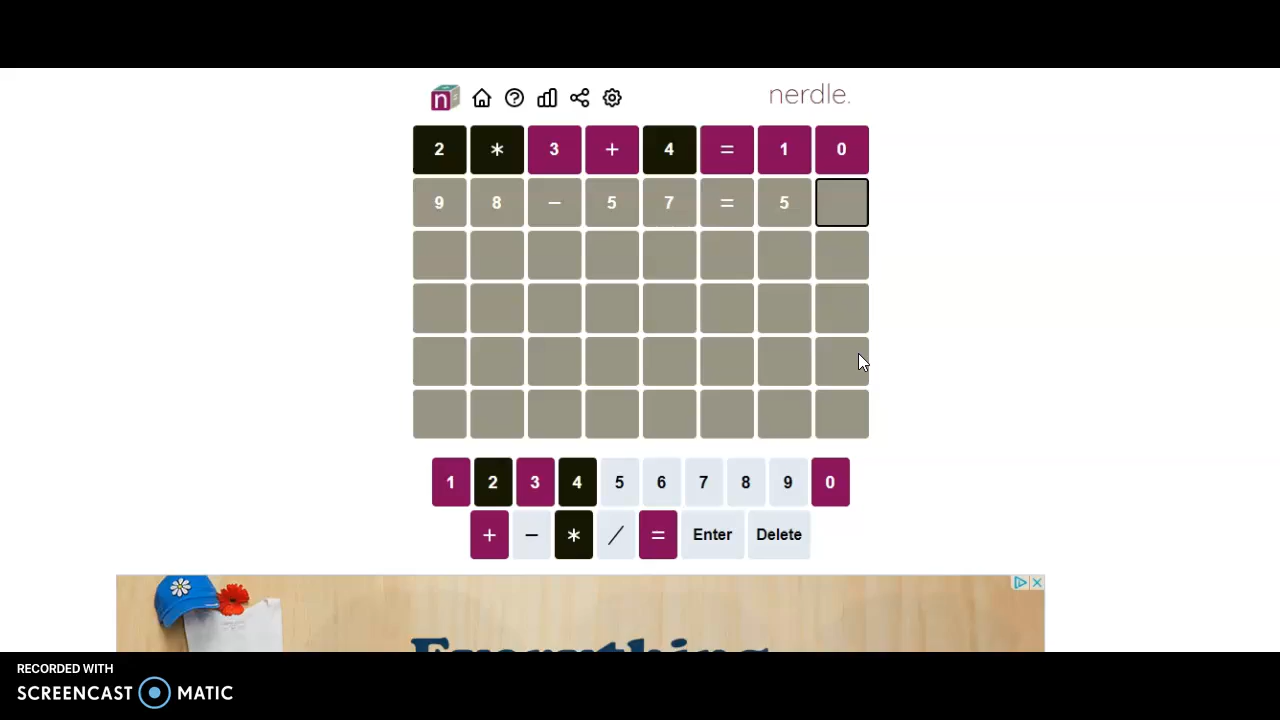 n nerdle.
2 * 3 + 4 = 1 0
9 8 - 5 7 = 5
1 2 3 4 5 6 7 8 9 0
+ - * / = Enter Delete
Everything
RECORDED WITH
SCREENCAST MATIC